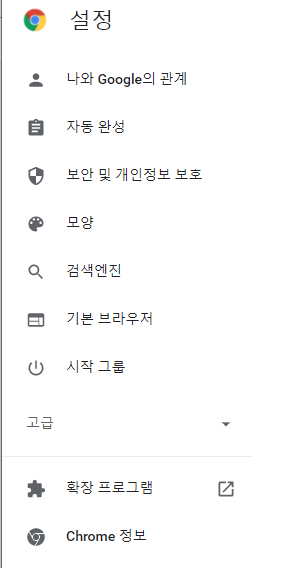 설정
나와 Google의 관계
자동 완성
보안 및 개인정보 보호
모양
검색엔진
기본 브라우저
시작 그룹
고급
확장 프로그램
Chrome 정보